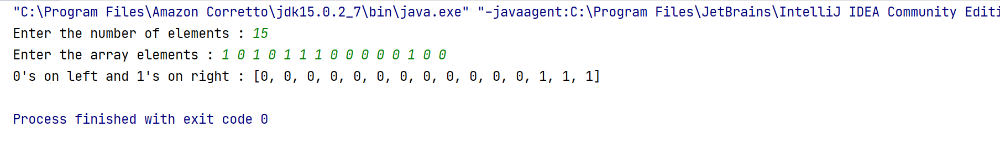 "C:\Program Files\Amazon Corretto\jdk15.0.2_7\bin\java.exe" "-javaagent:C:\Program Files\JetBrains\IntelliJ IDEA Community Editi
Enter the number of elements : 15
Enter the array elements : 1 0 1 0 1 1 1 0 0 0 0 0 1 0 0
0's on left and 1's on right : [0, 0, 0, 0, 0, 0, 0, 0, 0, 0, 0, 0, 1, 1, 1]
Process finished with exit code 0